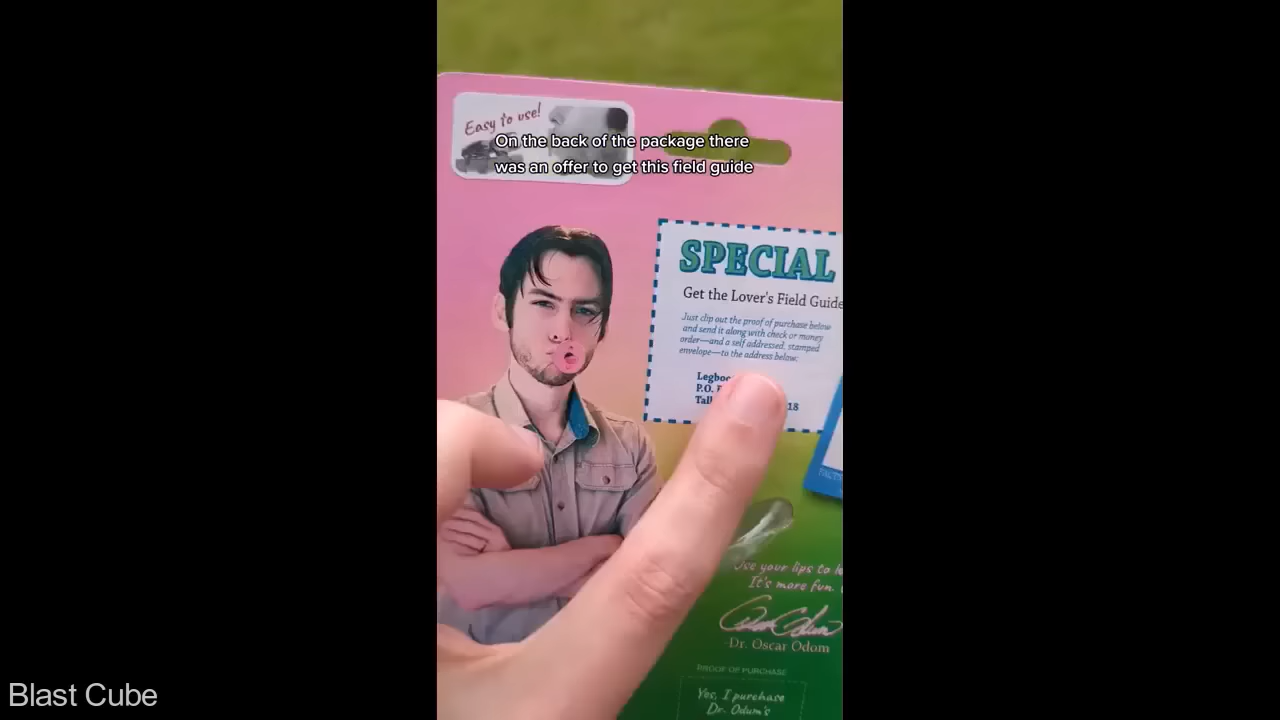 Easy to use!
On the back of the package there
was an offer to get this field guide
SPECIAL
Get the Lover's Field Guide
Just clip out the proof of purchase below
and send it along with check or money
order—and a self addressed, stamped
envelope—to the address below:
P.O.
18
Use your lips to
It's more fun.
-Dr. Oscar Odom
PROOF OF PURCHASE
Yes, I purchase
Dr. Odum's
Blast Cube